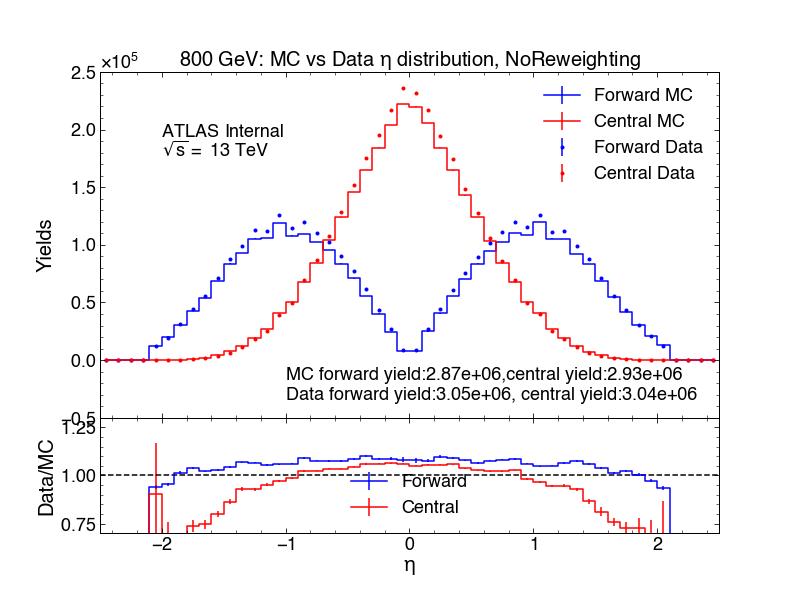 ×10⁵
800 GeV: MC vs Data η distribution, NoReweighting
2.5
2.0
1.5
1.0
0.5
0.0
−0.5
Yields
ATLAS Internal
√s = 13 TeV
Forward MC
Central MC
Forward Data
Central Data
MC forward yield:2.87e+06,central yield:2.93e+06
Data forward yield:3.05e+06, central yield:3.04e+06
1.25
1.00
0.75
Data/MC
Forward
Central
−2
−1
0
1
2
η